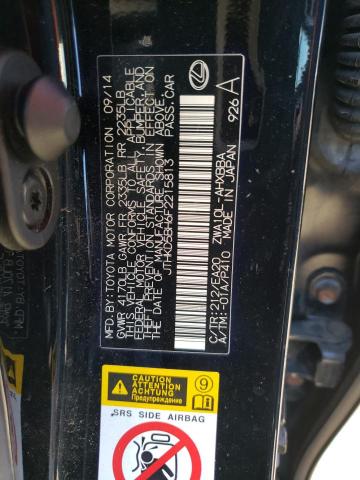 MFD.BY:TOYOTA MOTOR CORPORATION 09/14
GVWR 4170LB GAWR FR 2335LB RR 2235LB
THIS VEHICLE CONFORMS TO ALL APPLICABLE
FEDERAL MOTOR VEHICLE SAFETY, BUMPER, AND
THEFT PREVENTION STANDARDS IN EFFECT ON
THE DATE OF MANUFACTURE SHOWN ABOVE.
JTHC05BH6F2275913 PASS.CAR
C/TR:212/EA20 ZWA10L-AHXBBA
A/TM:-01A/P410 MADE IN JAPAN
926 A
CAUTION
ATTENTION
ACHTUNG
Предупреждение
9
SRS SIDE AIRBAG